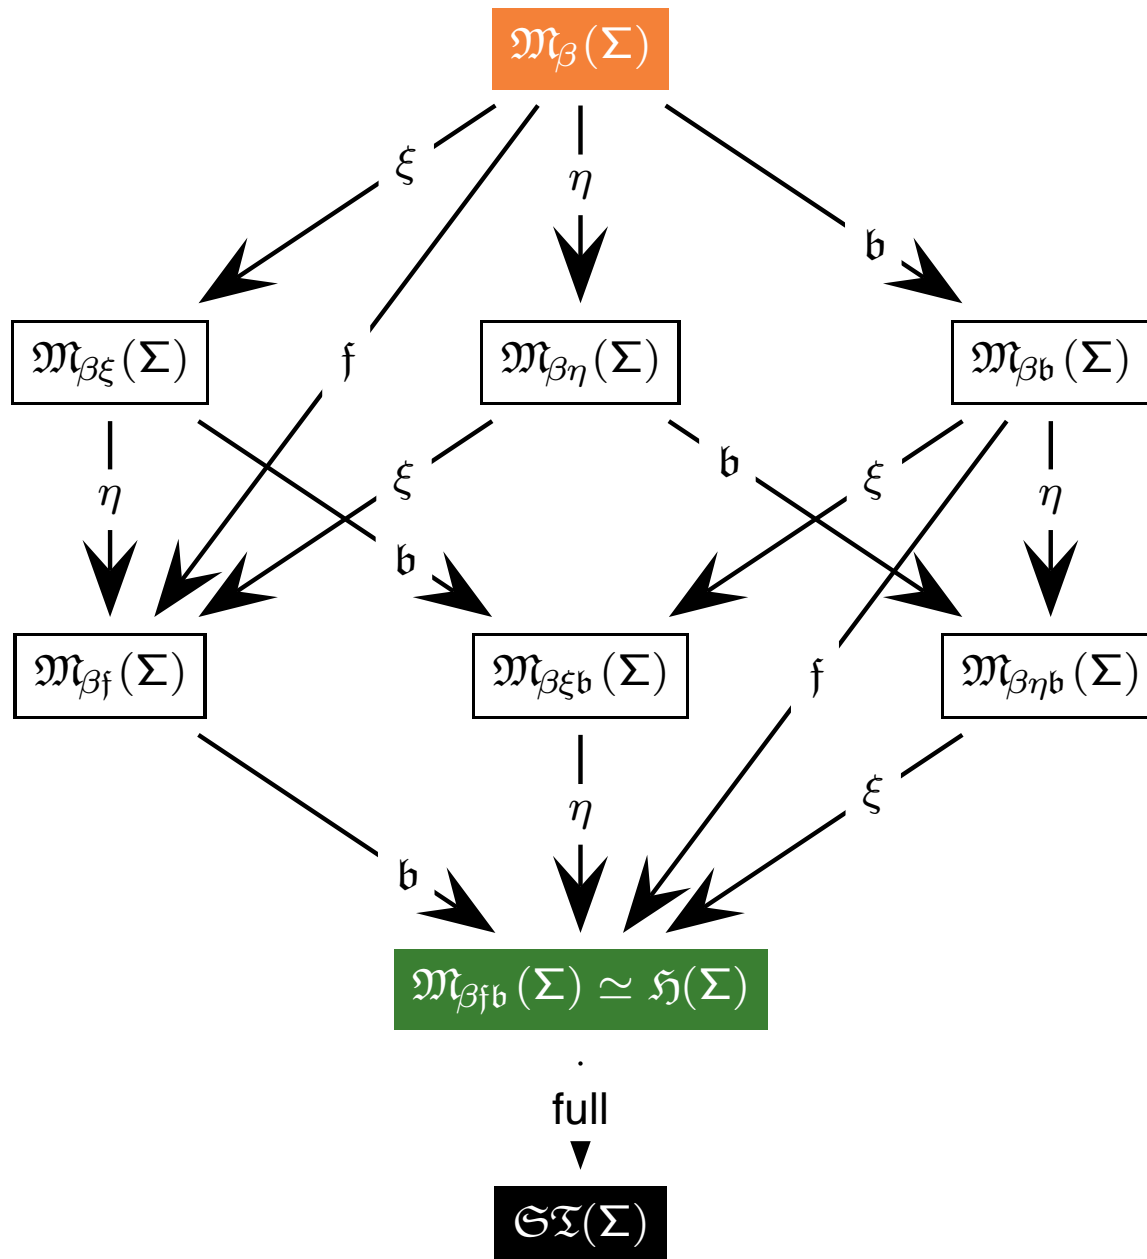 𝔐β(Σ)
ξ
η
𝔟
𝔐βξ(Σ)
𝔣
𝔐βη(Σ)
𝔐β𝔟(Σ)
η
ξ
𝔟
ξ
η
𝔟
𝔐β𝔣(Σ)
𝔐βξ𝔟(Σ)
𝔣
𝔐βη𝔟(Σ)
𝔟
η
ξ
𝔐β𝔣𝔟(Σ) ≃ ℌ(Σ)
full
𝔖𝔗(Σ)